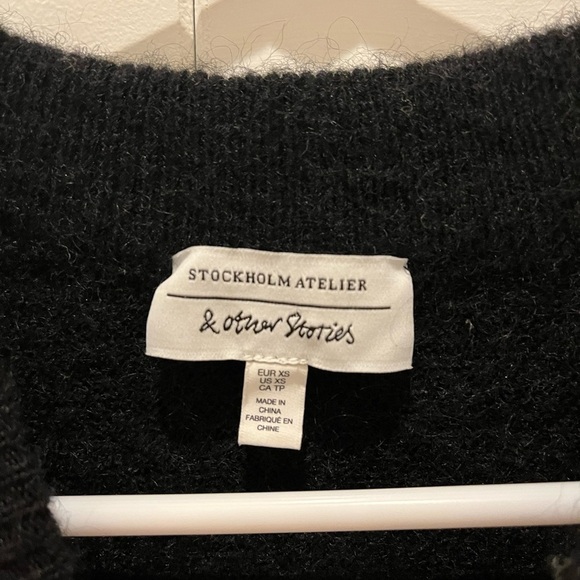 STOCKHOLM ATELIER
& other Stories
EUR XS
US XS
CA TP
MADE IN
CHINA
FABRIQUÉ EN
CHINE